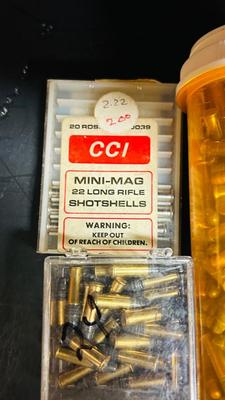 2.22
2.00
20 RDS. 0039
CCI
MINI-MAG
22 LONG RIFLE
SHOTSHELLS
WARNING:
KEEP OUT
OF REACH OF CHILDREN.
22